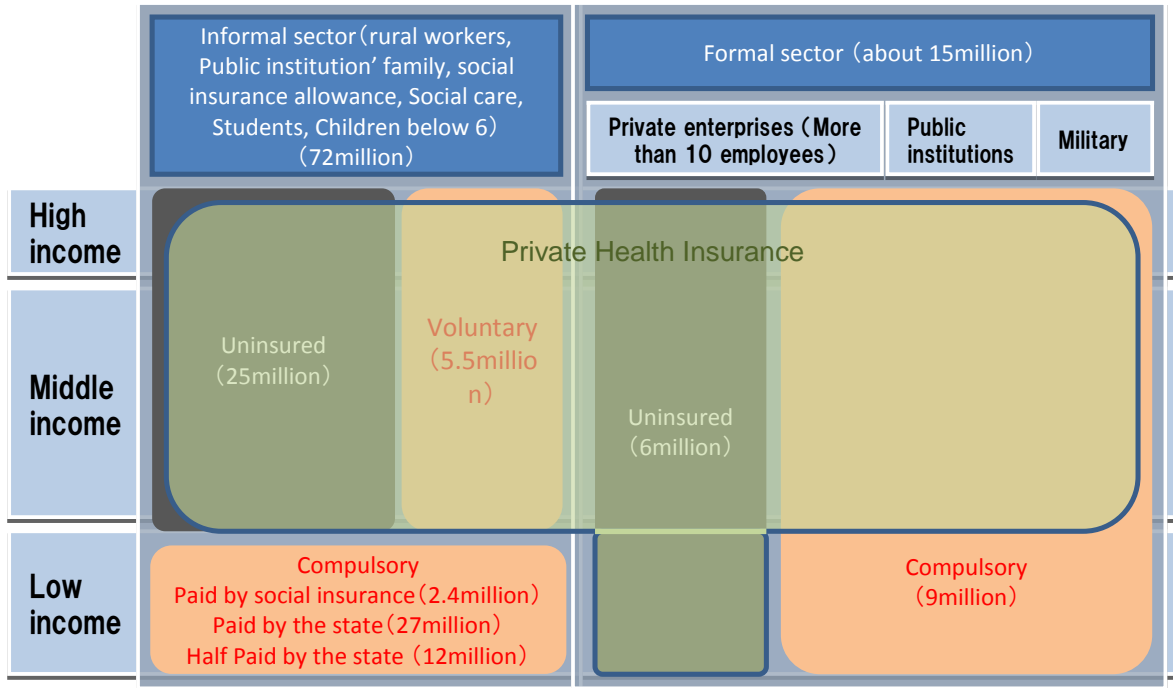 Informal sector（rural workers,
Public institution’ family, social
insurance allowance, Social care,
Students, Children below 6）
（72million）
Formal sector （about 15million）
Private enterprises （More
than 10 employees）
Public
institutions
Military
High
income
Private Health Insurance
Middle
income
Uninsured
（25million）
Voluntary
（5.5millio
n）
Uninsured
（6million）
Low
income
Compulsory
Paid by social insurance（2.4million）
Paid by the state（27million）
Half Paid by the state （12million）
Compulsory
（9million）